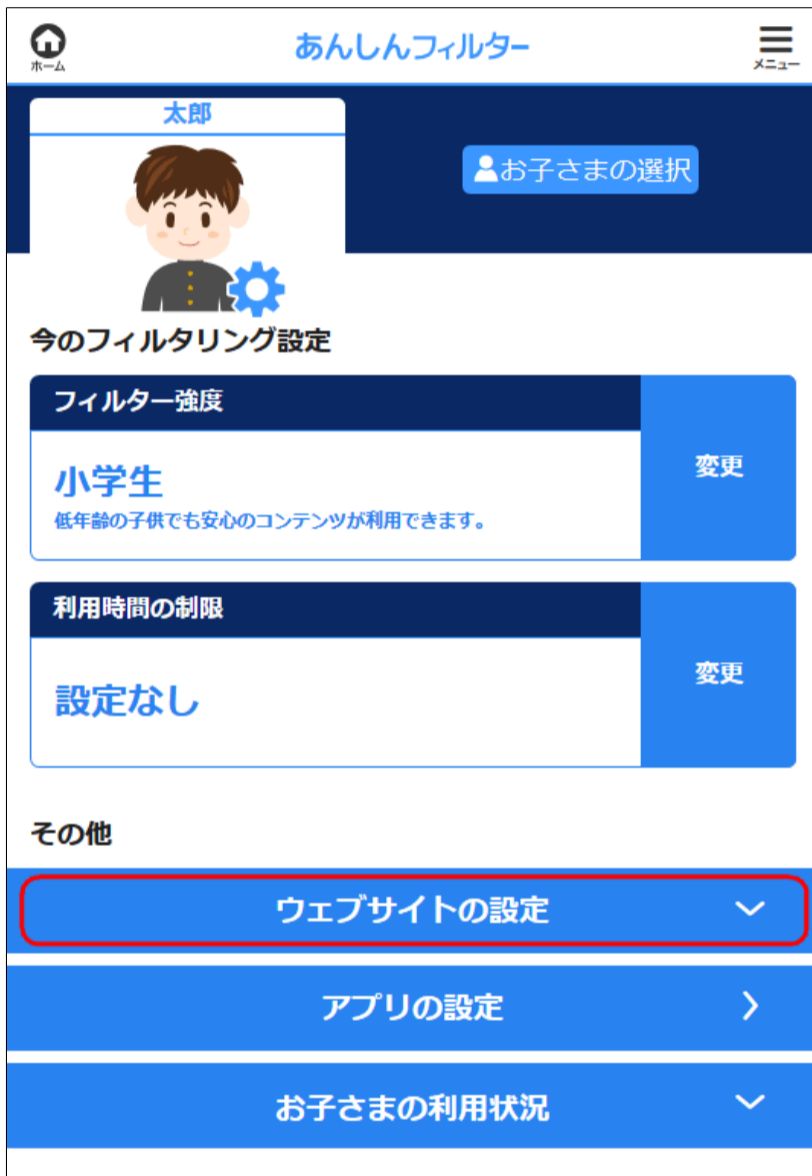 あんしんフィルター
ホーム
メニュー
太郎
お子さまの選択
今のフィルタリング設定
フィルター強度
小学生
低年齢の子供でも安心のコンテンツが利用できます。
変更
利用時間の制限
設定なし
変更
その他
ウェブサイトの設定
アプリの設定
お子さまの利用状況